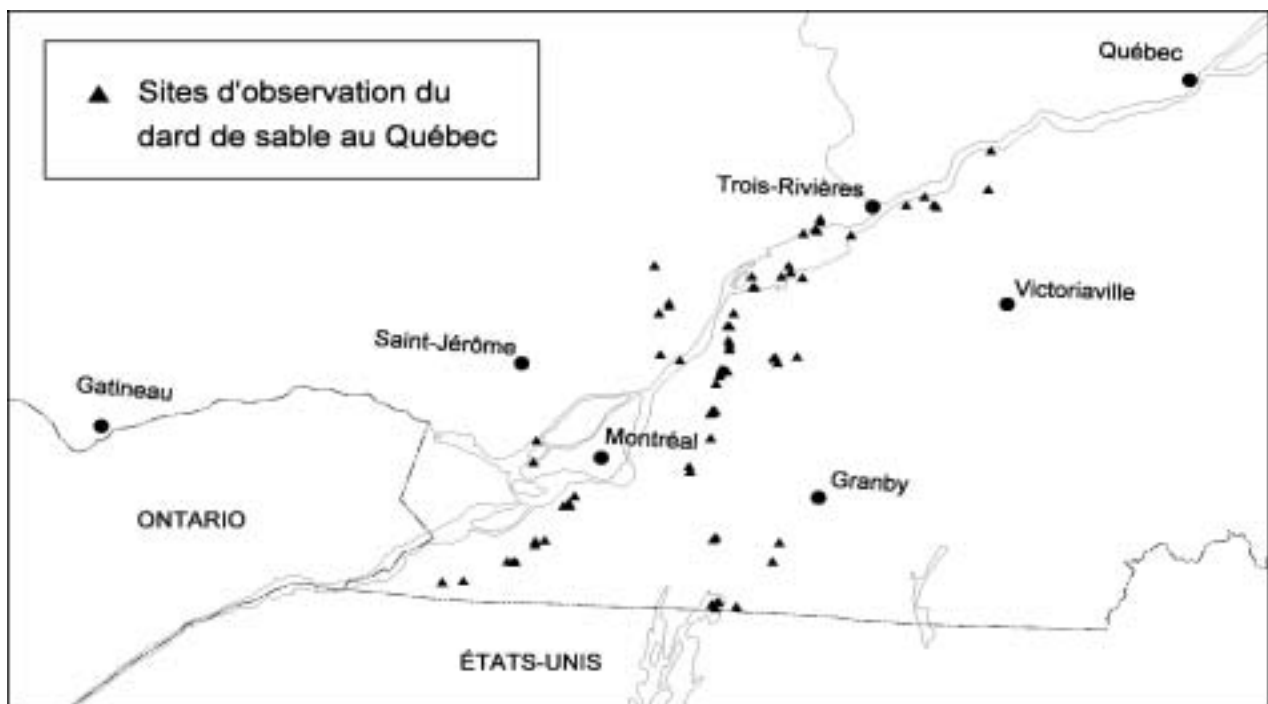 Sites d'observation du
dard de sable au Québec
Québec
Trois-Rivières
Victoriaville
Saint-Jérôme
Gatineau
Montréal
Granby
ONTARIO
ÉTATS-UNIS